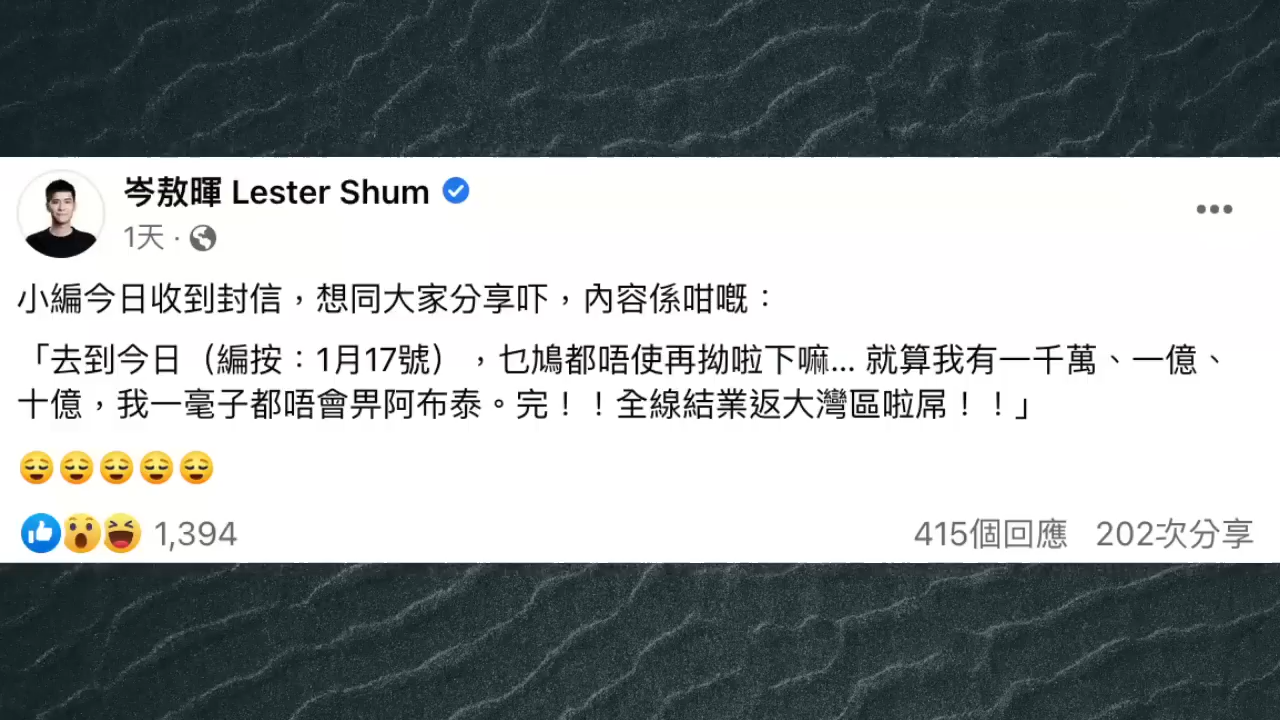 岑敖暉 Lester Shum
1天 ·
小編今日收到封信，想同大家分享吓，內容係咁嘅：
「去到今日（編按：1月17號），乜鳩都唔使再拗啦下嘛... 就算我有一千萬、一億、
十億，我一毫子都唔會畀阿布泰。完！！全線結業返大灣區啦屌！！」
1,394
415個回應 202次分享